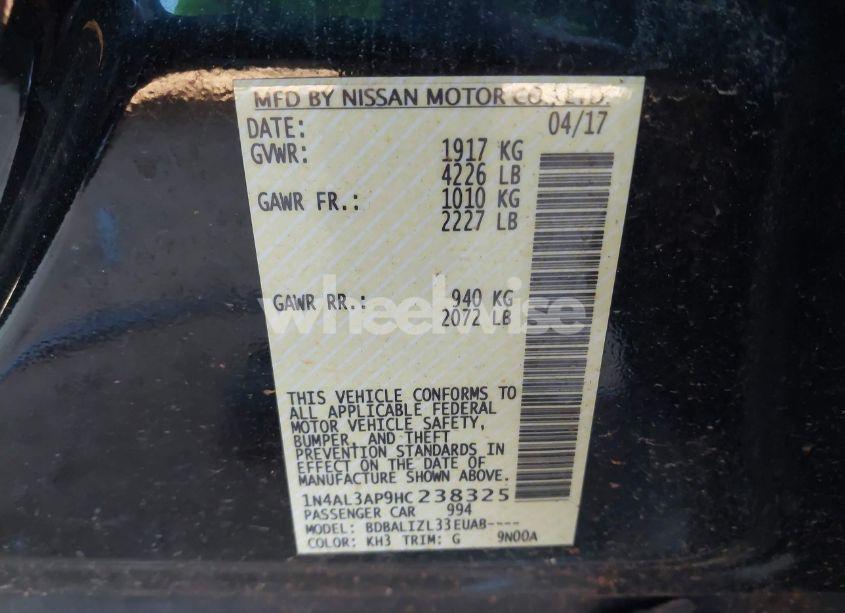 MFD BY NISSAN MOTOR CO., LTD.
DATE: 04/17
GVWR: 1917 KG
4226 LB
GAWR FR.: 1010 KG
2227 LB
GAWR RR.: 940 KG
2072 LB
wheelwise
THIS VEHICLE CONFORMS TO
ALL APPLICABLE FEDERAL
MOTOR VEHICLE SAFETY,
BUMPER, AND THEFT
PREVENTION STANDARDS IN
EFFECT ON THE DATE OF
MANUFACTURE SHOWN ABOVE.
1N4AL3AP9HC238325
PASSENGER CAR 994
MODEL: BDBALIZL33EUAB----
COLOR: KH3 TRIM: G 9N00A